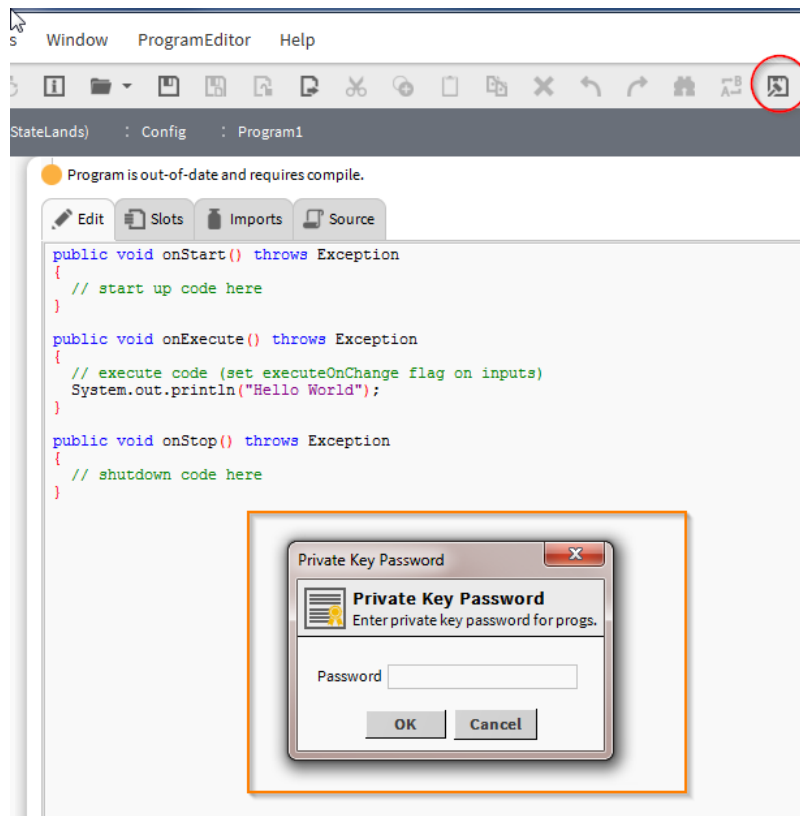 s Window ProgramEditor Help
StateLands) : Config : Program1
Program is out-of-date and requires compile.
Edit Slots Imports Source
public void onStart() throws Exception
{
// start up code here
}
public void onExecute() throws Exception
{
// execute code (set executeOnChange flag on inputs)
System.out.println("Hello World");
}
public void onStop() throws Exception
{
// shutdown code here
}
Private Key Password
Private Key Password
Enter private key password for progs.
Password
OK Cancel